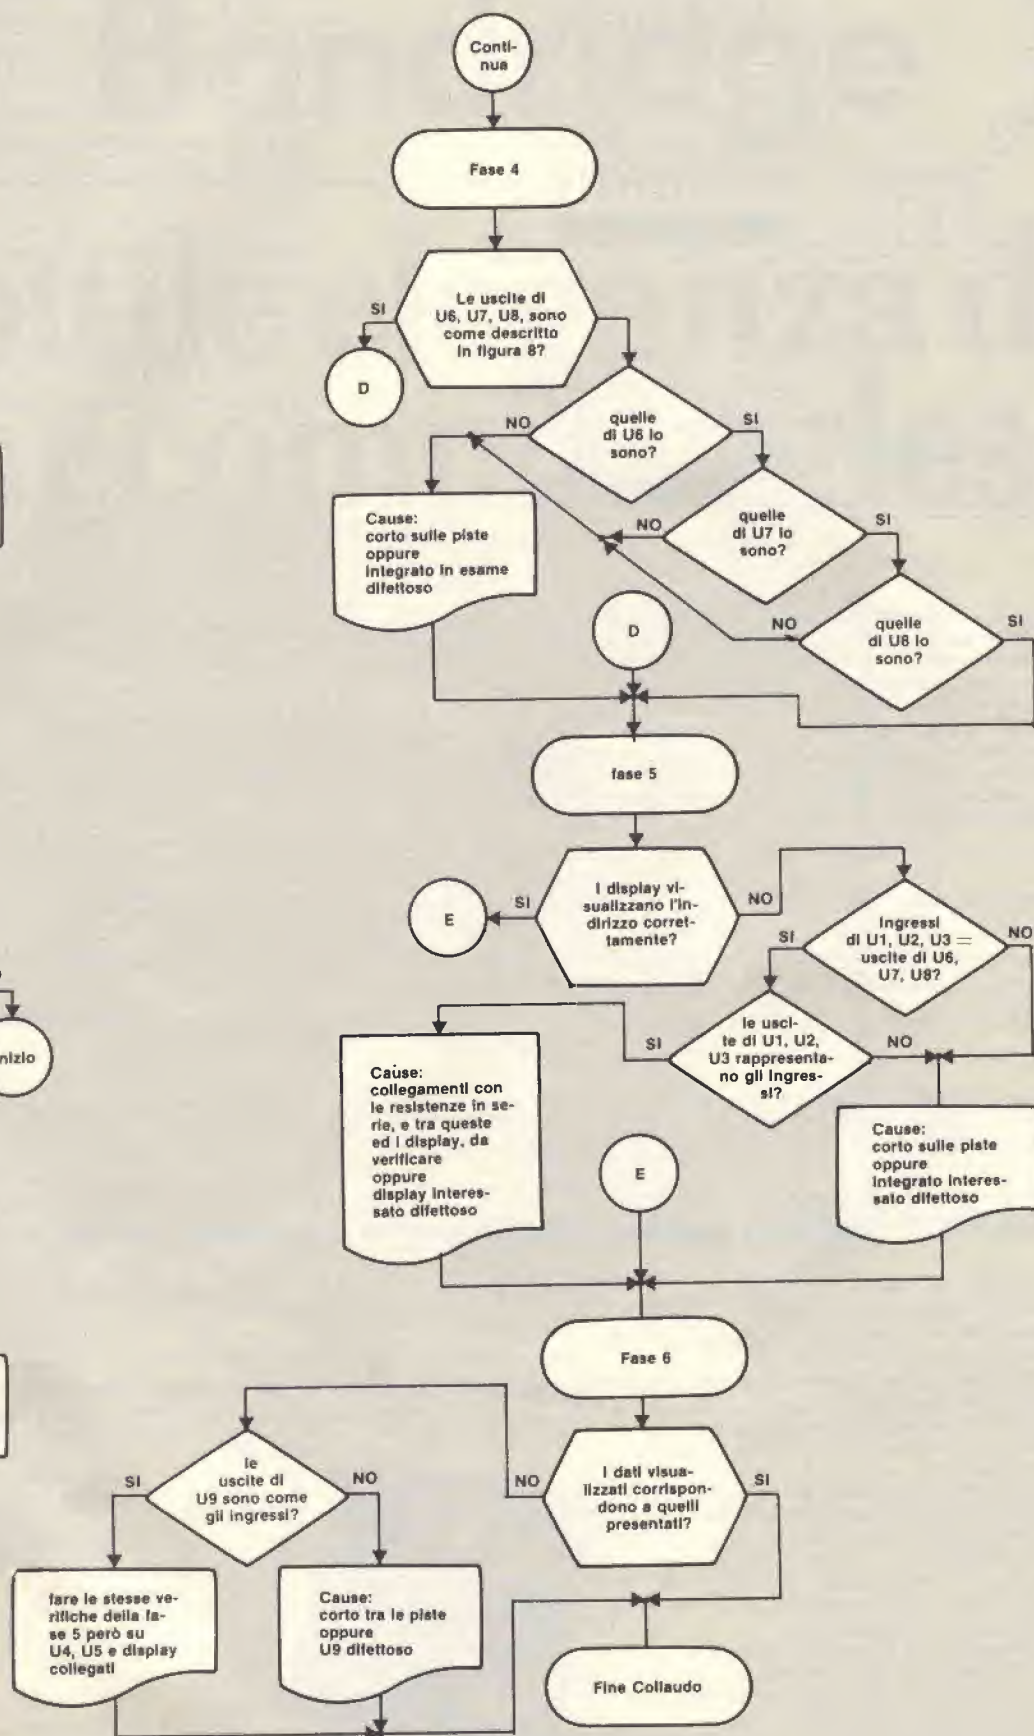 Conti-
nua
Fase 4
Le uscite di
U6, U7, U8, sono
come descritto
in figura 8?
SI
D
quelle
di U6 lo
sono?
NO
SI
Cause:
corto sulle piste
oppure
integrato in esame
difettoso
quelle
di U7 lo
sono?
NO
SI
quelle
di U8 lo
sono?
NO
SI
D
fase 5
I display vi-
sualizzano l'in-
dirizzo corret-
tamente?
SI
NO
E
Ingressi
di U1, U2, U3 =
uscite di U6,
U7, U8?
SI
NO
le usci-
te di U1, U2,
U3 rappresenta-
no gli ingres-
si?
SI
NO
nizio
Cause:
collegamenti con
le resistenze in se-
rie, e tra queste
ed i display, da
verificare
oppure
display interes-
sato difettoso
Cause:
corto sulle piste
oppure
integrato interes-
sato difettoso
E
Fase 6
I dati visua-
lizzati corrispon-
dono a quelli
presentati?
NO
SI
le
uscite di
U9 sono come
gli ingressi?
SI
NO
fare le stesse ve-
rifiche della fa-
se 5 però su
U4, U5 e display
collegati
Cause:
corto tra le piste
oppure
U9 difettoso
Fine Collaudo